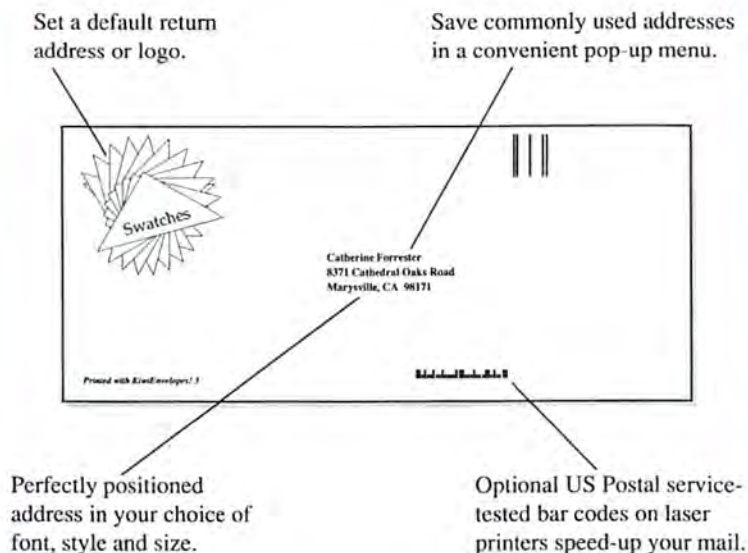 Set a default return
address or logo.
Save commonly used addresses
in a convenient pop-up menu.
Swatches
Catherine Forrester
8371 Cathedral Oaks Road
Marysville, CA 98171
Printed with KiwiEnvelopes! 3
Perfectly positioned
address in your choice of
font, style and size.
Optional US Postal service-
tested bar codes on laser
printers speed-up your mail.